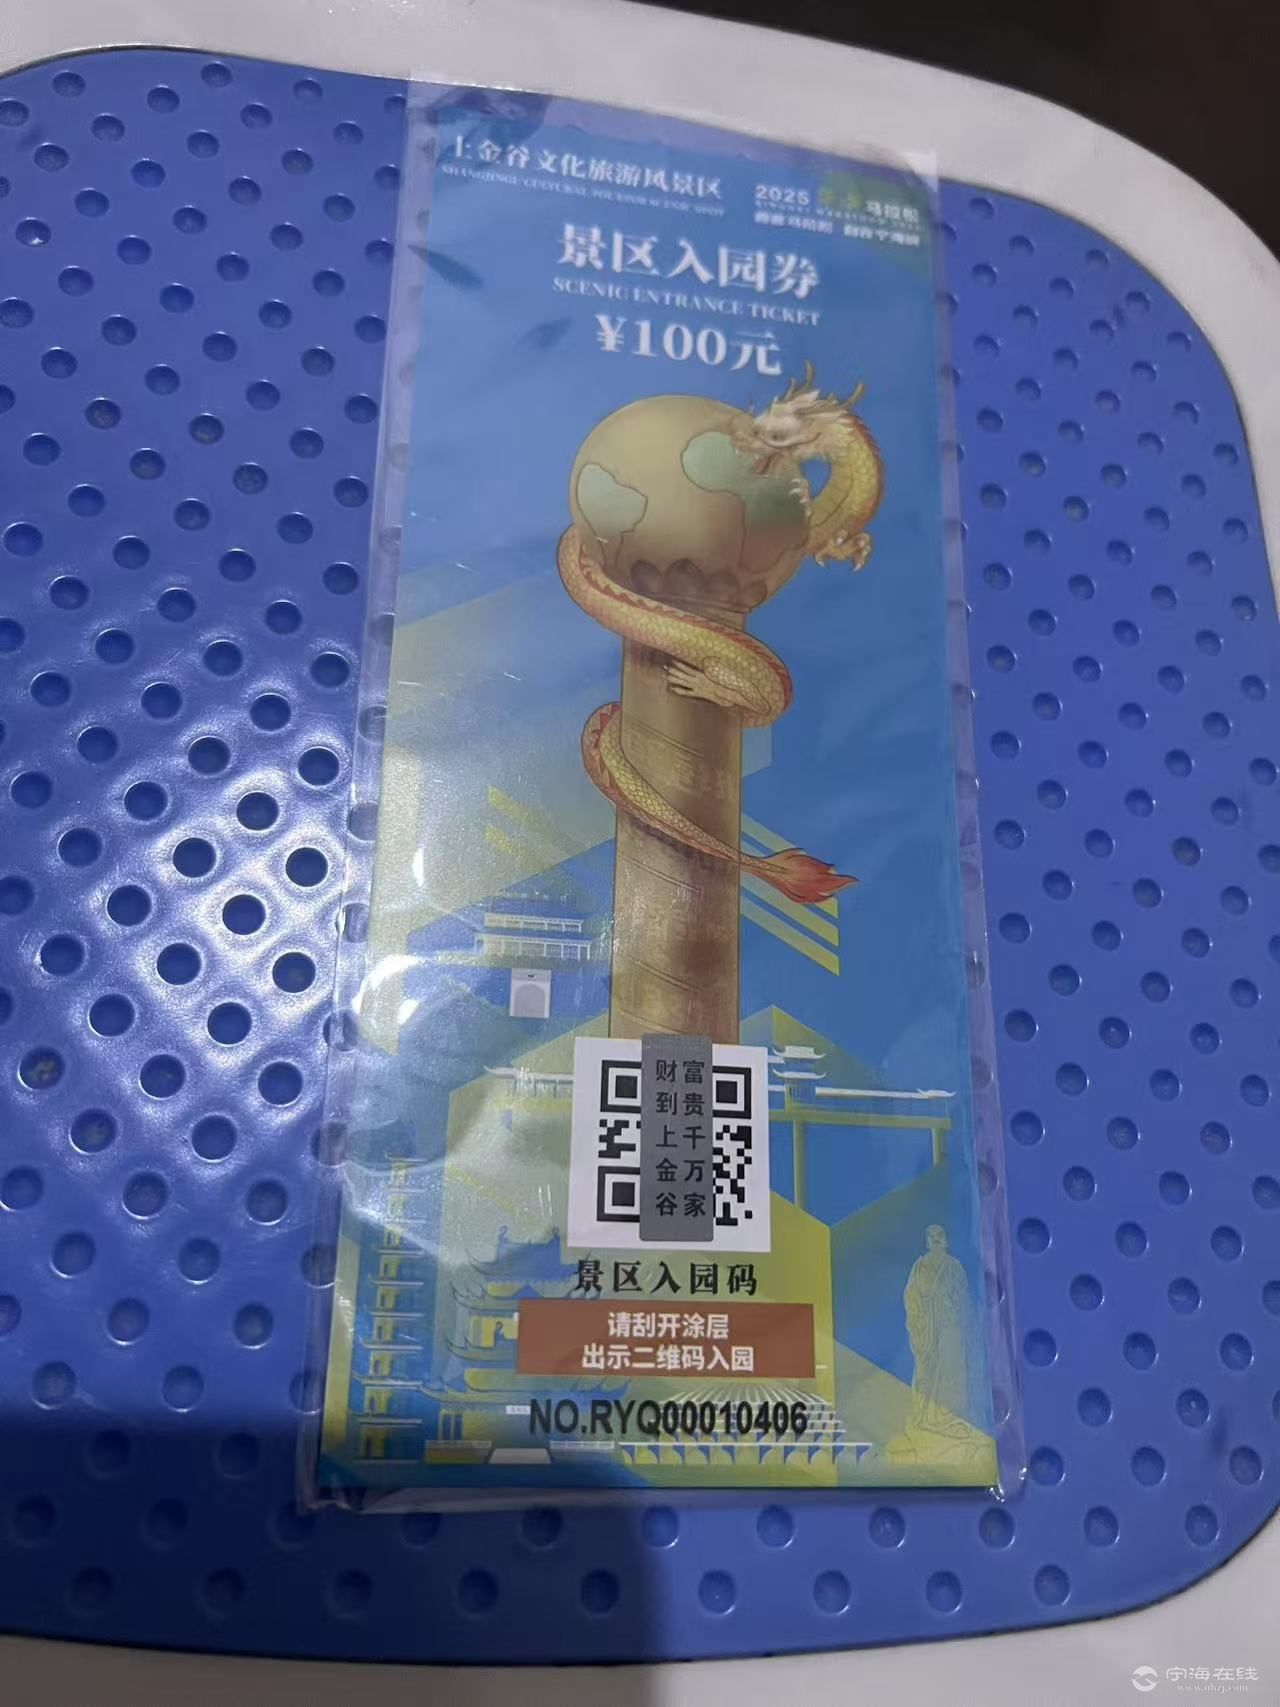 上金谷文化旅游风景区
2025
马拉松
景区入园券
SCENIC ENTRANCE TICKET
¥100元
富贵千万家
财到上金谷
景区入园码
请刮开涂层
出示二维码入园
NO.RYQ00010406
宁海在线
www.nhzj.com